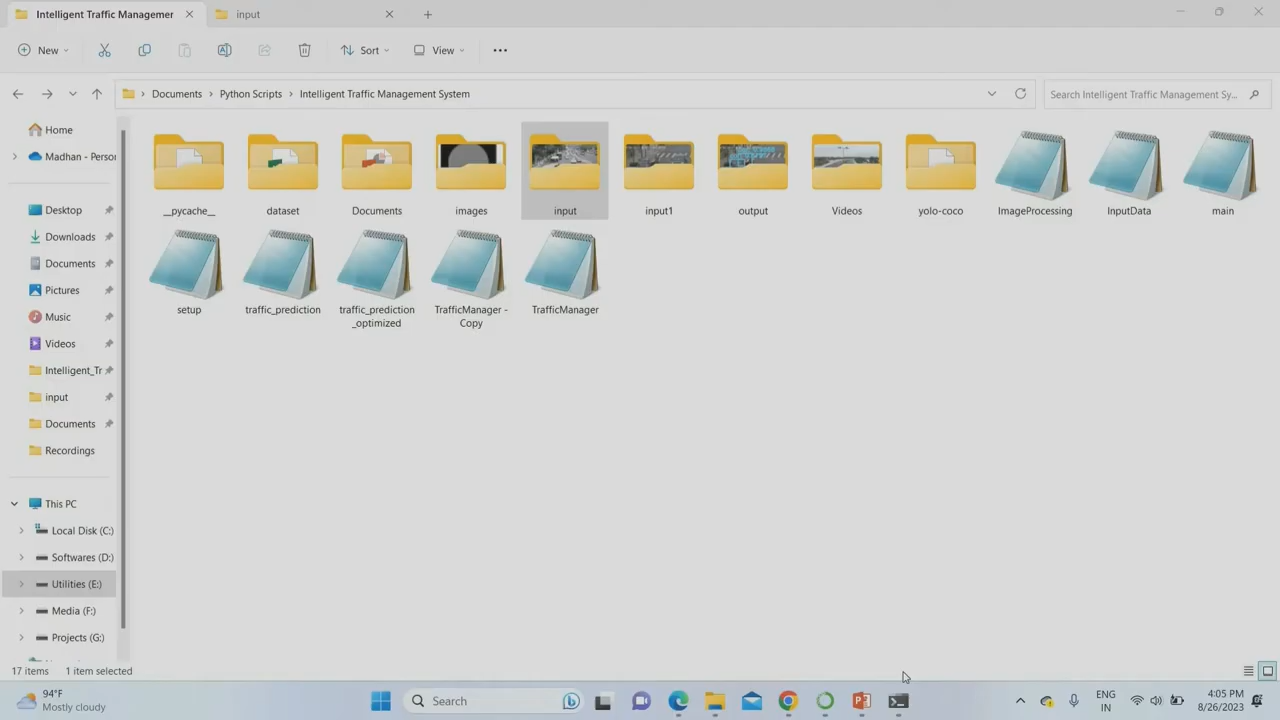 Intelligent Traffic Managemer
input
New
Sort
View
Documents > Python Scripts > Intelligent Traffic Management System
Search Intelligent Traffic Management Sy...
Home
Madhan - Person
Desktop
Downloads
Documents
Pictures
Music
Videos
Intelligent_Tr
input
Documents
Recordings
This PC
Local Disk (C:)
Softwares (D:)
Utilities (E:)
Media (F:)
Projects (G:)
__pycache__
dataset
Documents
images
input
input1
output
Videos
yolo-coco
ImageProcessing
InputData
main
setup
traffic_prediction
traffic_prediction
_optimized
TrafficManager -
Copy
TrafficManager
17 items
1 item selected
94°F
Mostly cloudy
Search
ENG
IN
4:05 PM
8/26/2023